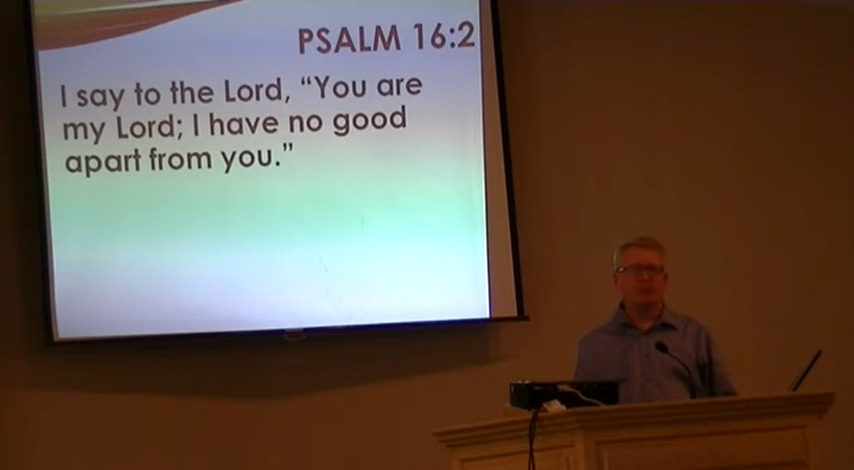 PSALM 16:2
I say to the Lord, “You are
my Lord; I have no good
apart from you.”